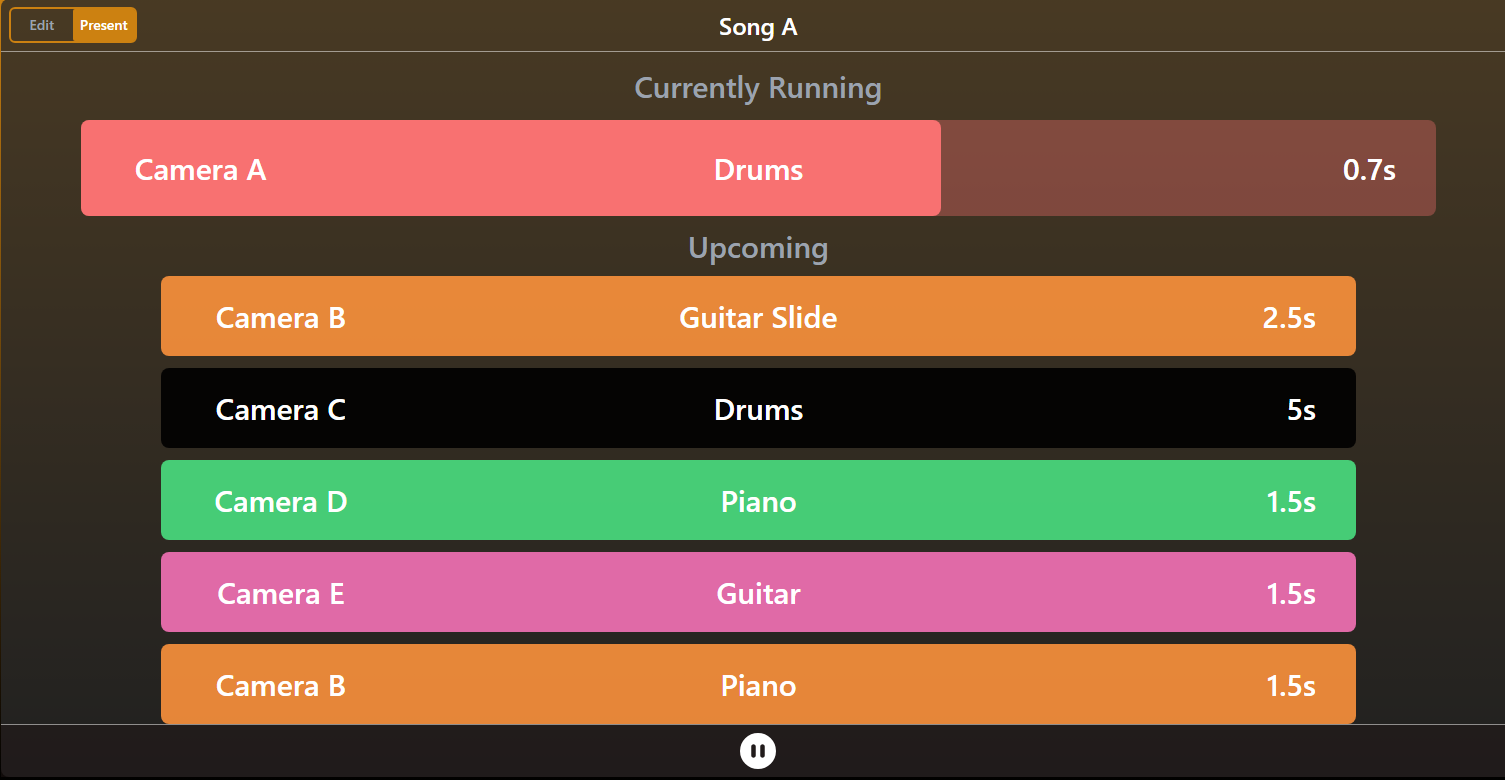 Edit Present Song A
Currently Running
Camera A Drums 0.7s
Upcoming
Camera B Guitar Slide 2.5s
Camera C Drums 5s
Camera D Piano 1.5s
Camera E Guitar 1.5s
Camera B Piano 1.5s